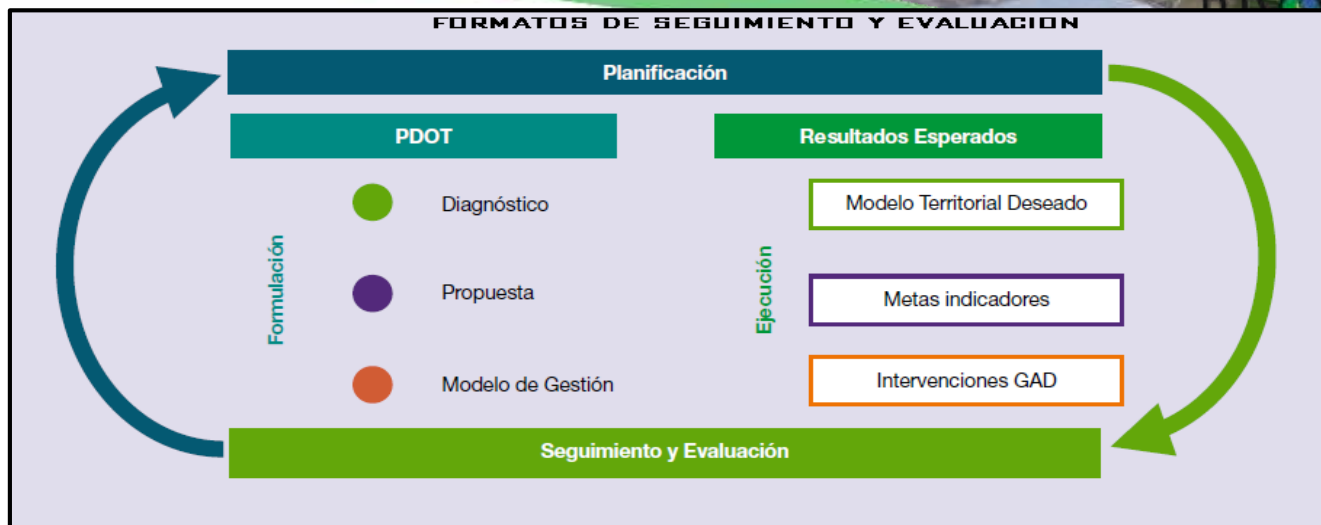 FORMATOS DE SEGUIMIENTO Y EVALUACION
Planificación
PDOT
Resultados Esperados
Formulación
Diagnóstico
Propuesta
Modelo de Gestión
Ejecución
Modelo Territorial Deseado
Metas indicadores
Intervenciones GAD
Seguimiento y Evaluación